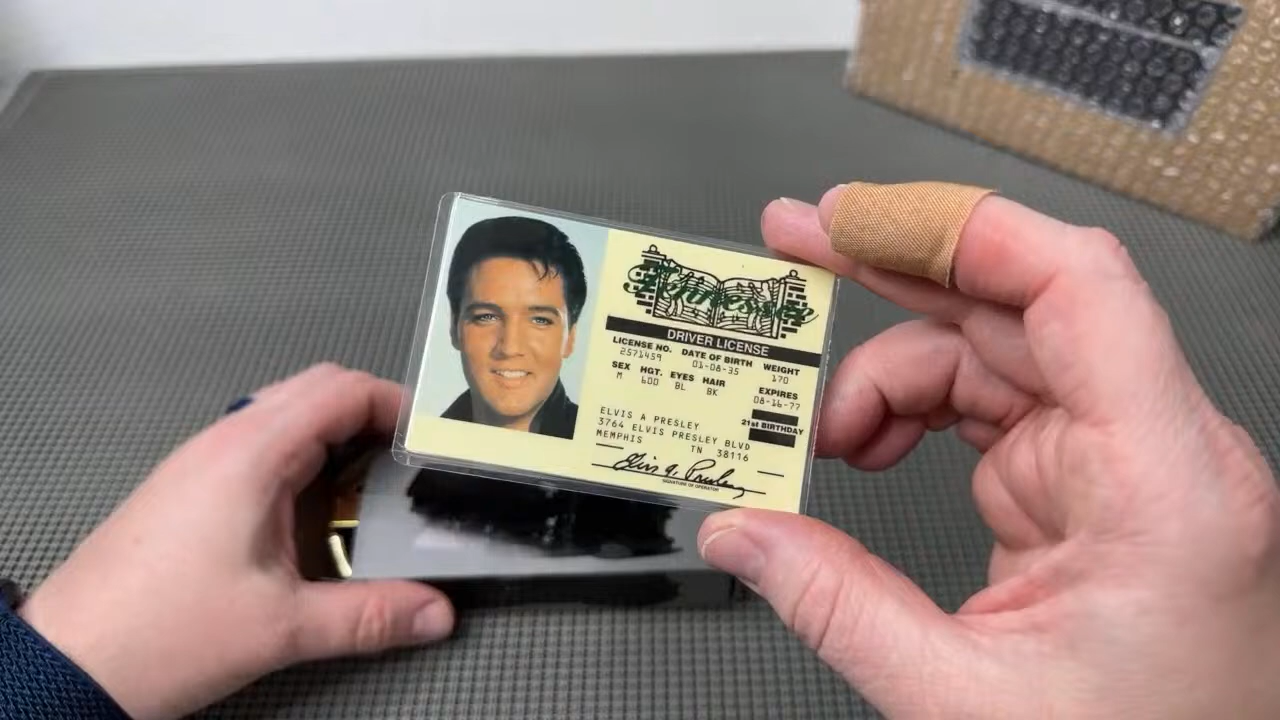 Tennessee
DRIVER LICENSE
LICENSE NO. DATE OF BIRTH WEIGHT
2571459 01-08-35 170
SEX HGT. EYES HAIR EXPIRES
M 600 BL BK 08-16-77
21st BIRTHDAY
ELVIS A PRESLEY
3764 ELVIS PRESLEY BLVD
MEMPHIS TN 38116
Elvis A. Presley
SIGNATURE OF OPERATOR